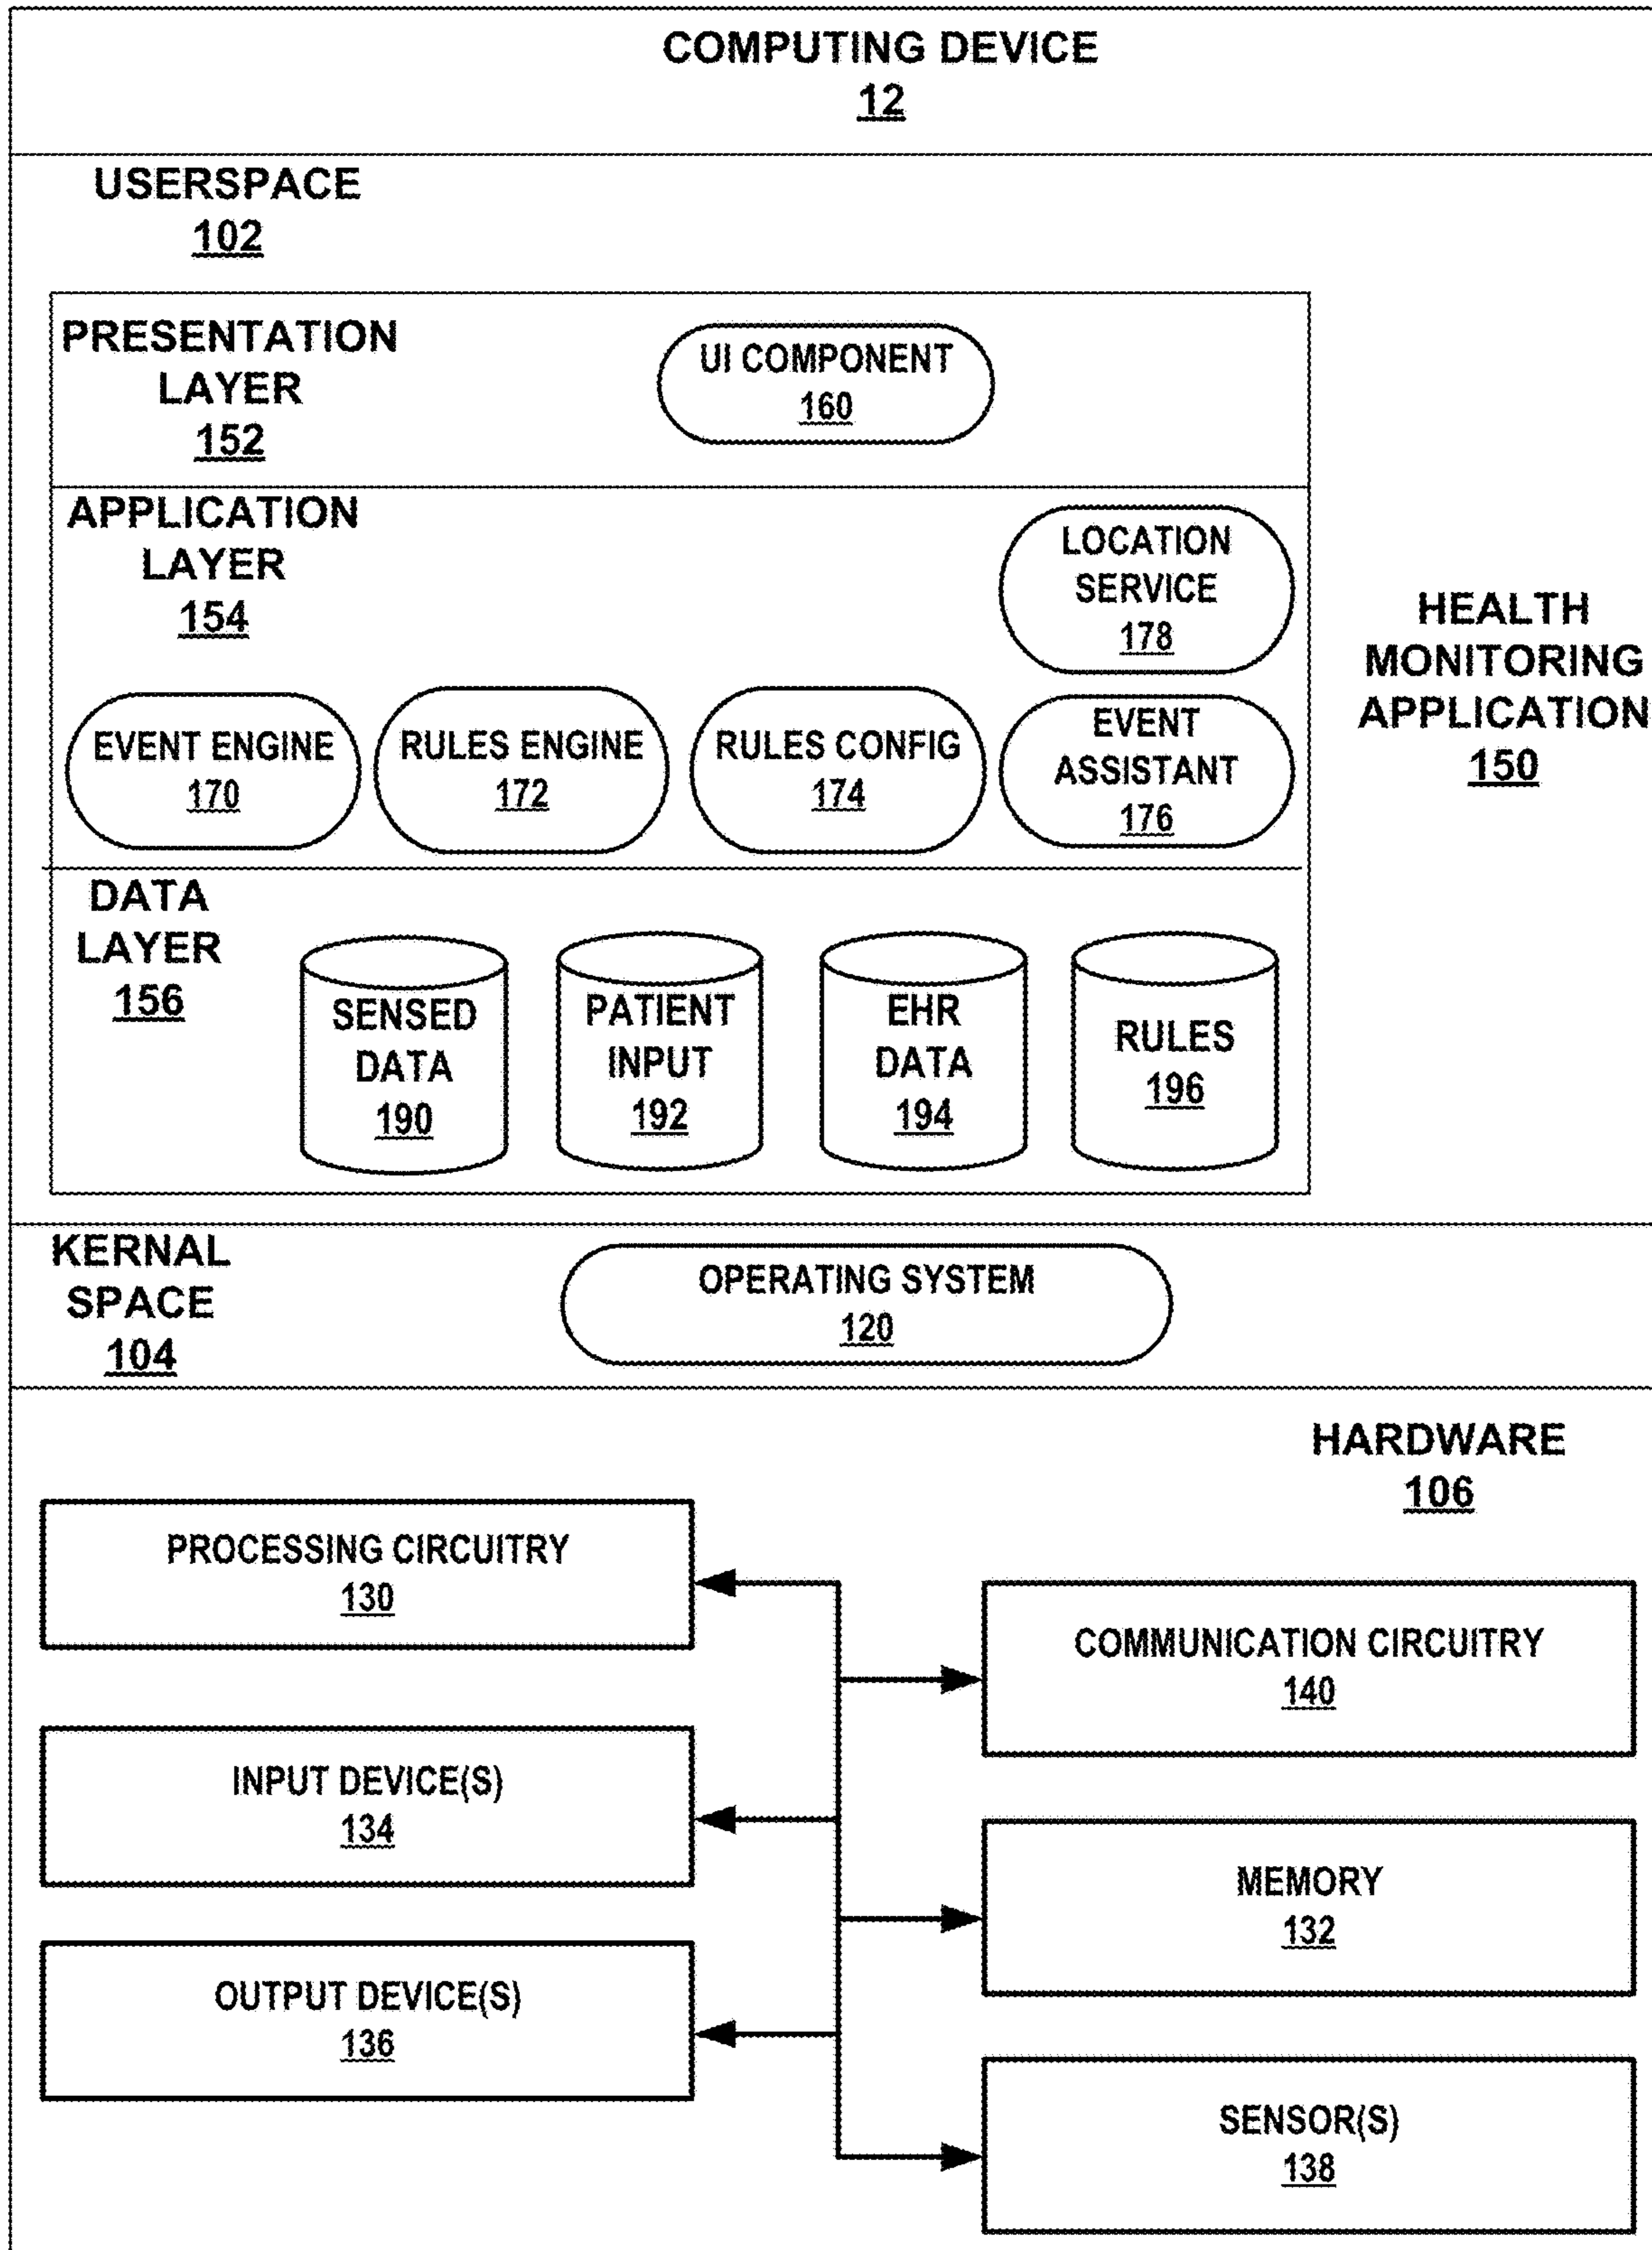 COMPUTING DEVICE
12
USERSPACE
102
PRESENTATION
LAYER
152
UI COMPONENT
160
APPLICATION
LAYER
154
LOCATION
SERVICE
178
EVENT ENGINE
170
RULES ENGINE
172
RULES CONFIG
174
EVENT
ASSISTANT
176
HEALTH
MONITORING
APPLICATION
150
DATA
LAYER
156
SENSED
DATA
190
PATIENT
INPUT
192
EHR
DATA
194
RULES
196
KERNAL
SPACE
104
OPERATING SYSTEM
120
HARDWARE
106
PROCESSING CIRCUITRY
130
COMMUNICATION CIRCUITRY
140
INPUT DEVICE(S)
134
MEMORY
132
OUTPUT DEVICE(S)
136
SENSOR(S)
138